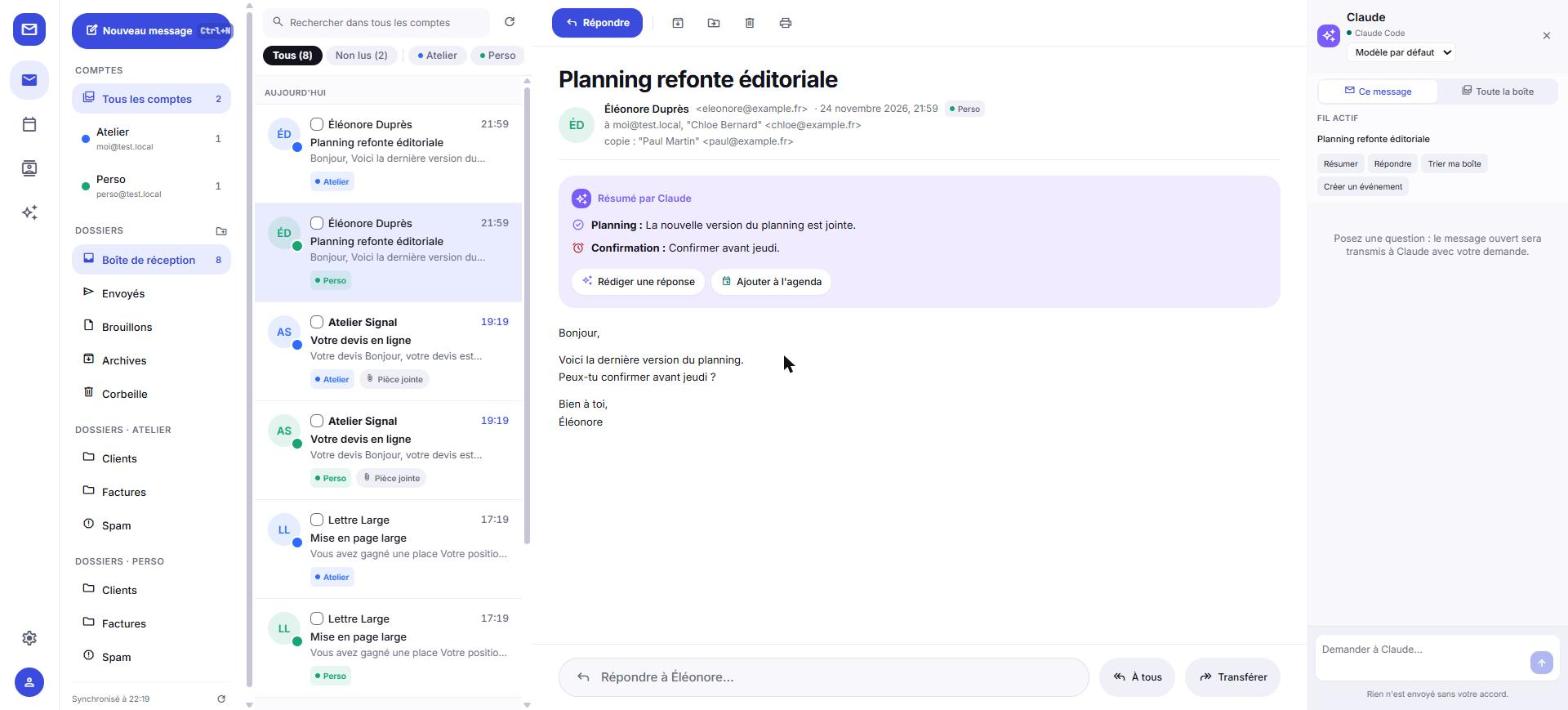 Nouveau message Ctrl+N
COMPTES
Tous les comptes 2
Atelier 1
moi@test.local
Perso 1
perso@test.local
DOSSIERS
Boîte de réception 8
Envoyés
Brouillons
Archives
Corbeille
DOSSIERS · ATELIER
Clients
Factures
Spam
DOSSIERS · PERSO
Clients
Factures
Spam
Synchronisé à 22:19
Rechercher dans tous les comptes
Tous (8) Non lus (2) Atelier Perso
AUJOURD'HUI
ÉD Éléonore Duprès 21:59
Planning refonte éditoriale
Bonjour, Voici la dernière version du...
Atelier
ÉD Éléonore Duprès 21:59
Planning refonte éditoriale
Bonjour, Voici la dernière version du...
Perso
AS Atelier Signal 19:19
Votre devis en ligne
Votre devis Bonjour, votre devis est...
Atelier Pièce jointe
AS Atelier Signal 19:19
Votre devis en ligne
Votre devis Bonjour, votre devis est...
Perso Pièce jointe
LL Lettre Large 17:19
Mise en page large
Vous avez gagné une place Votre positio...
Atelier
LL Lettre Large 17:19
Mise en page large
Vous avez gagné une place Votre positio...
Perso
Répondre
Planning refonte éditoriale
ÉD Éléonore Duprès <eleonore@example.fr> · 24 novembre 2026, 21:59 Perso
à moi@test.local, "Chloe Bernard" <chloe@example.fr>
copie : "Paul Martin" <paul@example.fr>
Résumé par Claude
Planning : La nouvelle version du planning est jointe.
Confirmation : Confirmer avant jeudi.
Rédiger une réponse Ajouter à l'agenda
Bonjour,
Voici la dernière version du planning.
Peux-tu confirmer avant jeudi ?
Bien à toi,
Éléonore
Répondre à Éléonore... À tous Transférer
Claude
Claude Code
Modèle par défaut
Ce message Toute la boîte
FIL ACTIF
Planning refonte éditoriale
Résumer Répondre Trier ma boîte
Créer un événement
Posez une question : le message ouvert sera
transmis à Claude avec votre demande.
Demander à Claude...
Rien n'est envoyé sans votre accord.